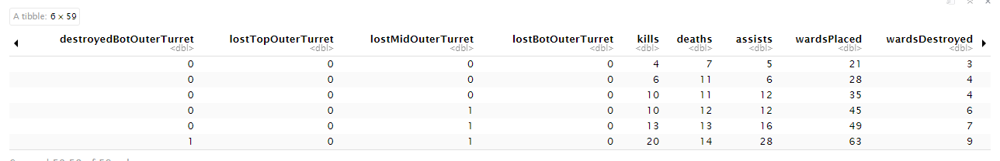 A tibble: 6 × 59
destroyedBotOuterTurret lostTopOuterTurret lostMidOuterTurret lostBotOuterTurret kills deaths assists wardsPlaced wardsDestroyed
<dbl> <dbl> <dbl> <dbl> <dbl> <dbl> <dbl> <dbl> <dbl>
0 0 0 0 4 7 5 21 3
0 0 0 0 6 11 6 28 4
0 0 0 0 10 11 12 35 4
0 0 1 0 10 12 12 45 6
0 0 1 0 13 13 16 49 7
1 0 1 0 20 14 28 63 9